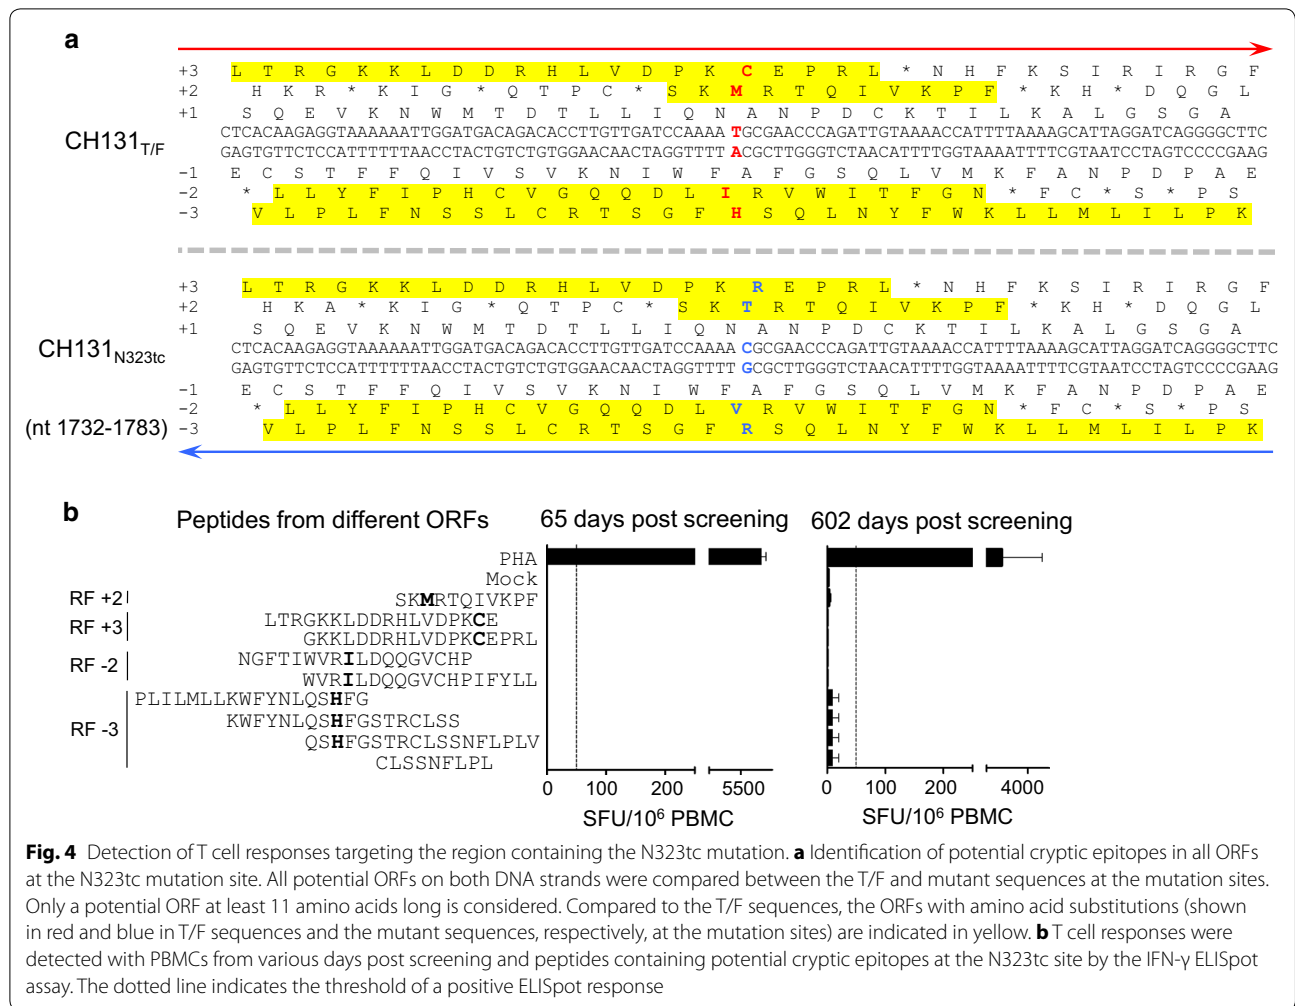 a
+3 L T R G K K L D D R H L V D P K C E P R L * N H F K S I R I R G F
+2 H K R * K I G * Q T P C * S K M R T Q I V K P F * K H * D Q G L
+1 S Q E V K N W M T D T L L I Q N A N P D C K T I L K A L G S G A
CTCACAAGAGGTAAAAAATTGGATGACAGACACCTTGTTGATCCAAAA T GCGAACCCAGATTGTAAAACCATTTTAAAAGCATTAGGATCAGGGGCTTC
CH131T/F
GAGTGTTCTCCATTTTTTAACCTACTGTCTGTGGAACAACTAGGTTTT A CGCTTGGGTCTAACATTTTGGTAAAATTTTCGTAATCCTAGTCCCCGAAG
-1 E C S T F F Q I V S V K N I W F A F G S Q L V M K F A N P D P A E
-2 * L L Y F I P H C V G Q Q D L I R V W I T F G N * F C * S * P S
-3 V L P L F N S S L C R T S G F H S Q L N Y F W K L L M L I L P K
+3 L T R G K K L D D R H L V D P K R E P R L * N H F K S I R I R G F
+2 H K A * K I G * Q T P C * S K T R T Q I V K P F * K H * D Q G L
+1 S Q E V K N W M T D T L L I Q N A N P D C K T I L K A L G S G A
CH131N323tc
CTCACAAGAGGTAAAAAATTGGATGACAGACACCTTGTTGATCCAAAA C GCGAACCCAGATTGTAAAACCATTTTAAAAGCATTAGGATCAGGGGCTTC
GAGTGTTCTCCATTTTTTAACCTACTGTCTGTGGAACAACTAGGTTTT G CGCTTGGGTCTAACATTTTGGTAAAATTTTCGTAATCCTAGTCCCCGAAG
-1 E C S T F F Q I V S V K N I W F A F G S Q L V M K F A N P D P A E
-2 * L L Y F I P H C V G Q Q D L V R V W I T F G N * F C * S * P S
(nt 1732-1783) -3 V L P L F N S S L C R T S G F R S Q L N Y F W K L L M L I L P K
b
Peptides from different ORFs
65 days post screening
602 days post screening
PHA
Mock
RF +2 SKMRTQIVKPF
RF +3 LTRGKKLDDRHLVDPKCE
GKKLDDRHLVDPKCEPRL
RF -2 NGFTIWVRILDQQGVCHP
WVRILDQQGVCHPIFYLL
RF -3 PLILMLLKWFYNLQSHFG
KWFYNLQSHFGSTRCLSS
QSHFGSTRCLSSNFLPLV
CLSSNFLPL
0 100 200 5500
0 100 200 4000
SFU/10⁶ PBMC
SFU/10⁶ PBMC
Fig. 4 Detection of T cell responses targeting the region containing the N323tc mutation. a Identification of potential cryptic epitopes in all ORFs
at the N323tc mutation site. All potential ORFs on both DNA strands were compared between the T/F and mutant sequences at the mutation sites.
Only a potential ORF at least 11 amino acids long is considered. Compared to the T/F sequences, the ORFs with amino acid substitutions (shown
in red and blue in T/F sequences and the mutant sequences, respectively, at the mutation sites) are indicated in yellow. b T cell responses were
detected with PBMCs from various days post screening and peptides containing potential cryptic epitopes at the N323tc site by the IFN-γ ELISpot
assay. The dotted line indicates the threshold of a positive ELISpot response